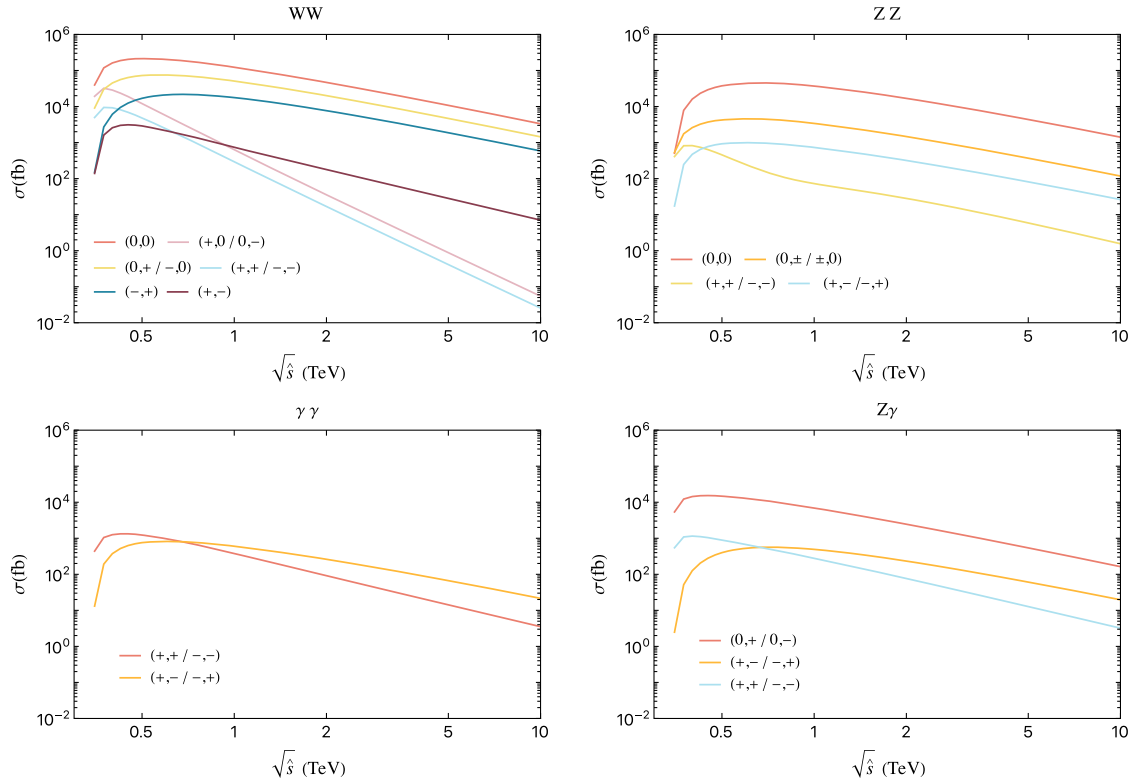 WW
10^6
10^4
10^2
10^0
10^−2
σ(fb)
(0,0) (+,0 / 0,−)
(0,+ / −,0) (+,+ / −,−)
(−,+) (+,−)
0.5 1 2 5 10
√ŝ (TeV)
Z Z
10^6
10^4
10^2
10^0
10^−2
σ(fb)
(0,0) (0,± / ±,0)
(+,+ / −,−) (+,− / −,+)
0.5 1 2 5 10
√ŝ (TeV)
γ γ
10^6
10^4
10^2
10^0
10^−2
σ(fb)
(+,+ / −,−)
(+,− / −,+)
0.5 1 2 5 10
√ŝ (TeV)
Zγ
10^6
10^4
10^2
10^0
10^−2
σ(fb)
(0,+ / 0,−)
(+,− / −,+)
(+,+ / −,−)
0.5 1 2 5 10
√ŝ (TeV)